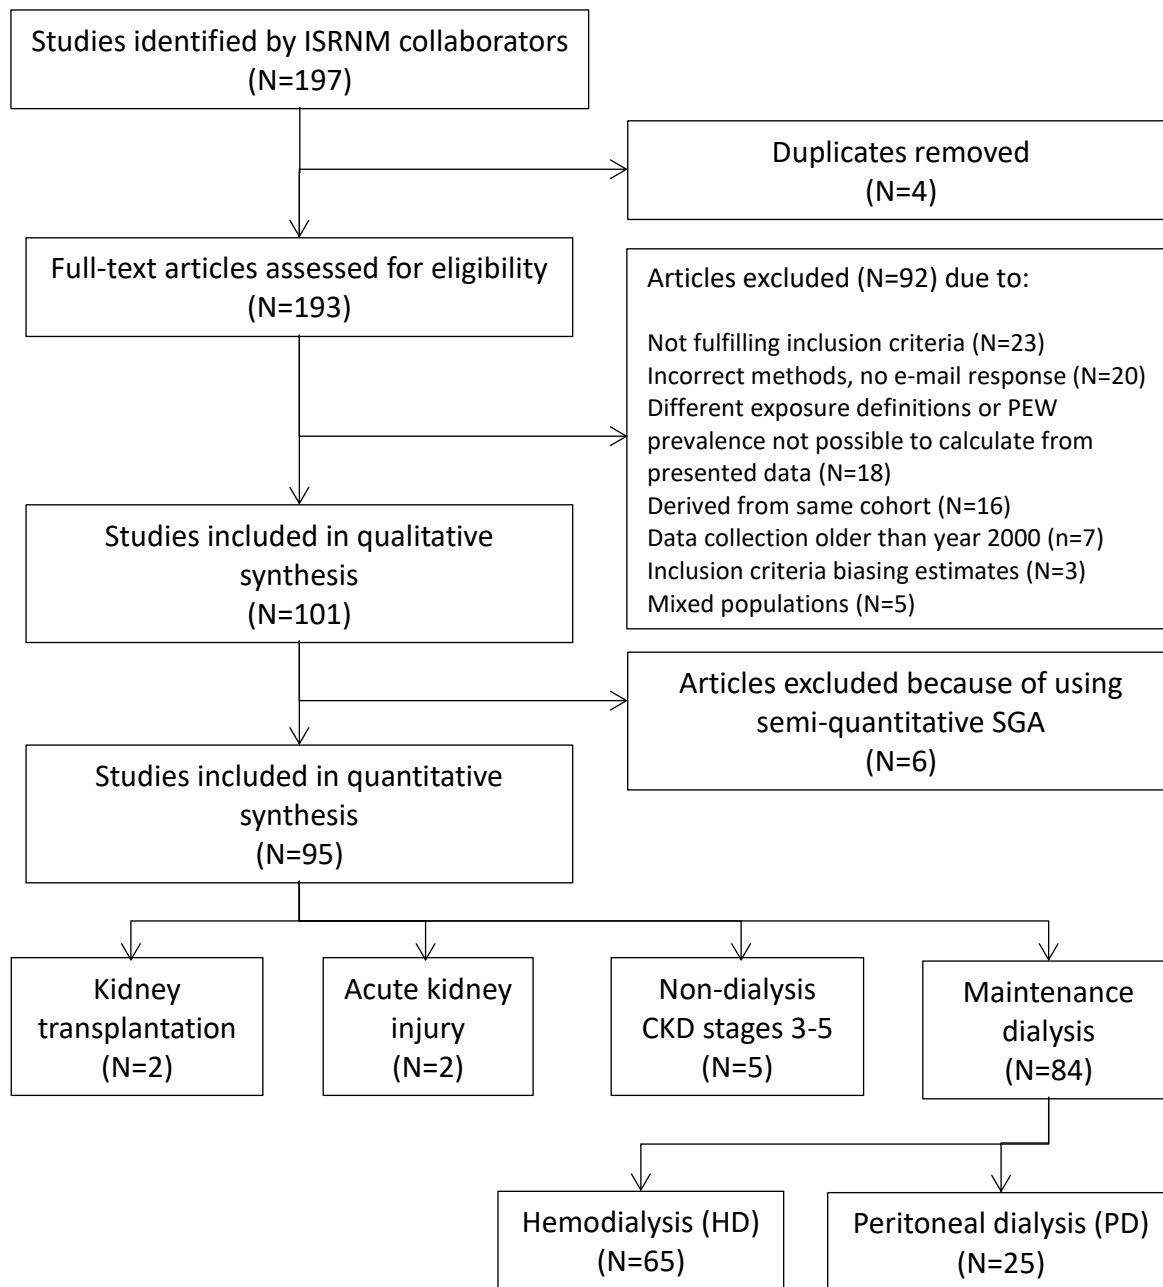 Studies identified by ISRNM collaborators
(N=197)
Duplicates removed
(N=4)
Full-text articles assessed for eligibility
(N=193)
Articles excluded (N=92) due to:
Not fulfilling inclusion criteria (N=23)
Incorrect methods, no e-mail response (N=20)
Different exposure definitions or PEW
prevalence not possible to calculate from
presented data (N=18)
Derived from same cohort (N=16)
Data collection older than year 2000 (n=7)
Inclusion criteria biasing estimates (N=3)
Mixed populations (N=5)
Studies included in qualitative
synthesis
(N=101)
Articles excluded because of using
semi-quantitative SGA
(N=6)
Studies included in quantitative
synthesis
(N=95)
Kidney
transplantation
(N=2)
Acute kidney
injury
(N=2)
Non-dialysis
CKD stages 3-5
(N=5)
Maintenance
dialysis
(N=84)
Hemodialysis (HD)
(N=65)
Peritoneal dialysis (PD)
(N=25)